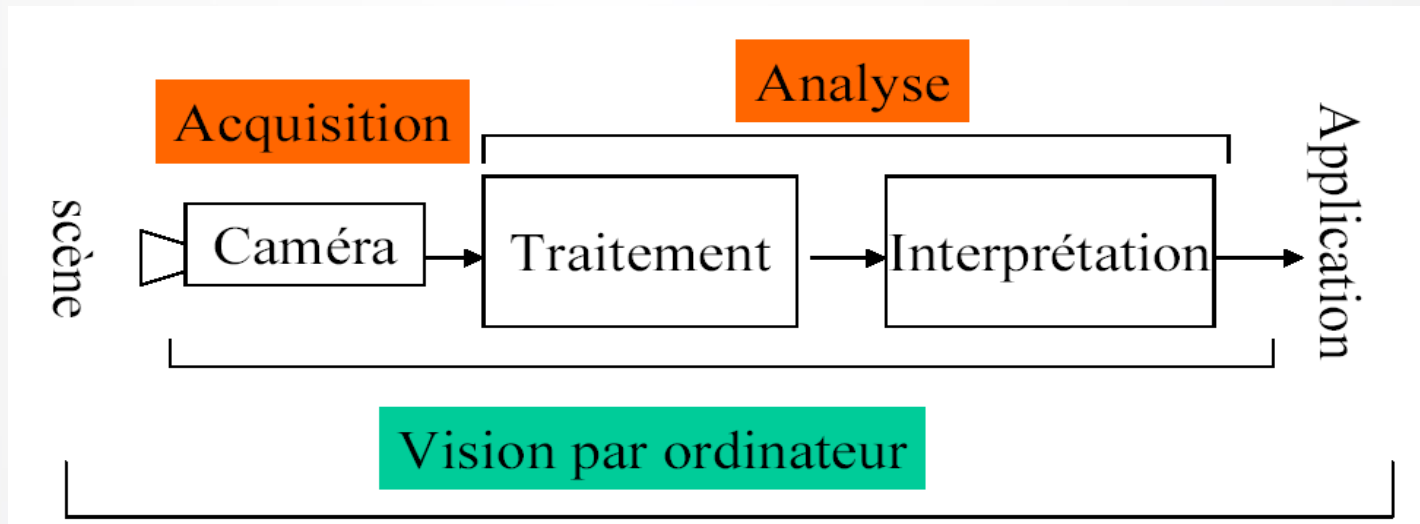 Analyse
Acquisition
scène
Caméra
Traitement
Interprétation
Application
Vision par ordinateur